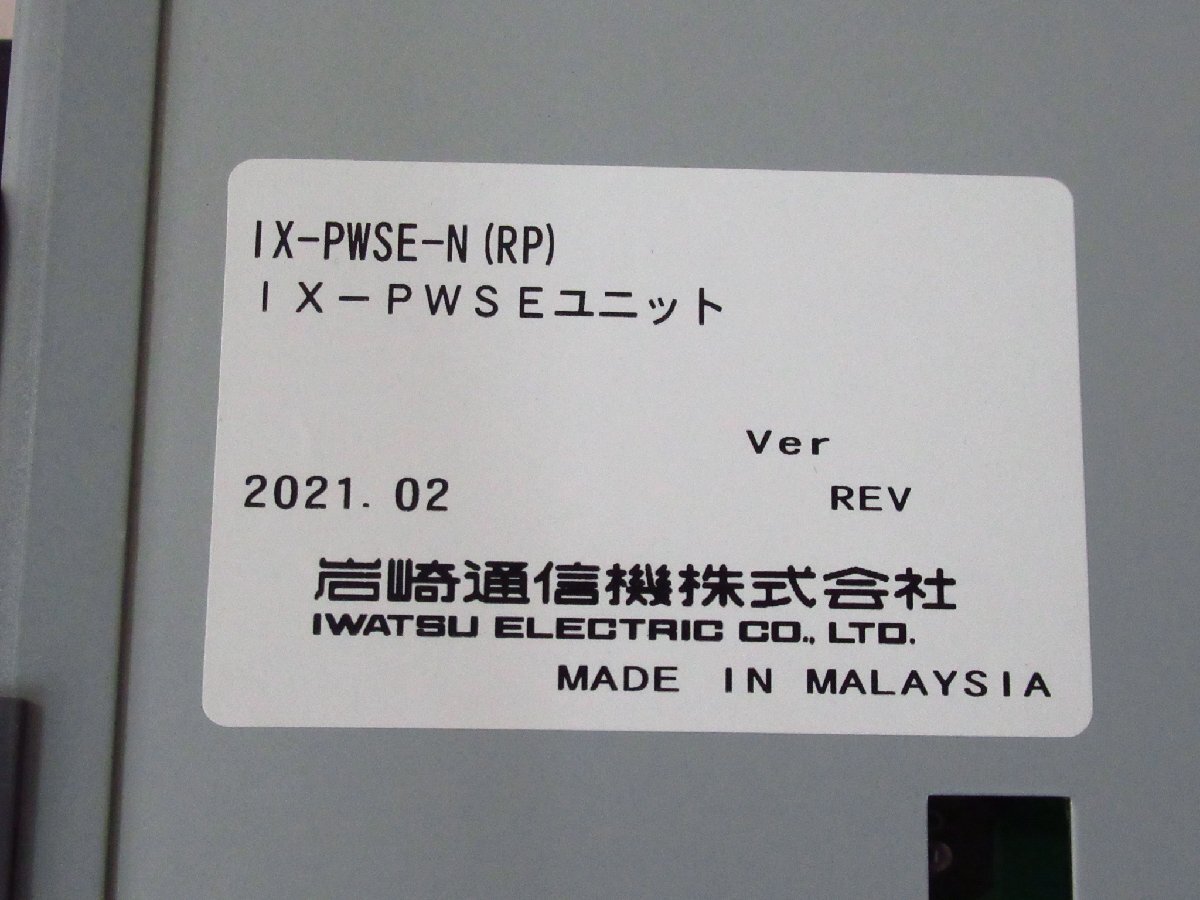 IX-PWSE-N(RP)
IX-PWSEユニット
Ver
2021. 02 REV
岩崎通信機株式会社
IWATSU ELECTRIC CO., LTD.
MADE IN MALAYSIA